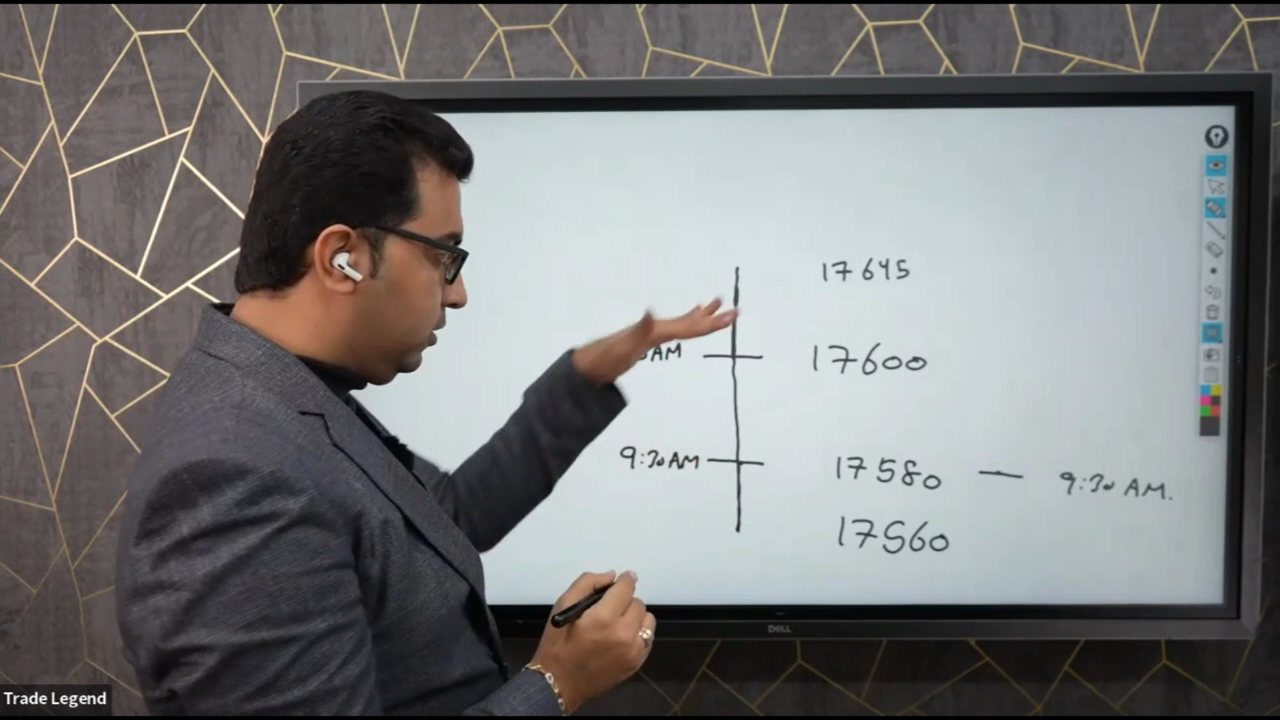 17645
AM 17600
9:30AM 17580 — 9:30 AM.
17560
DELL
Trade Legend